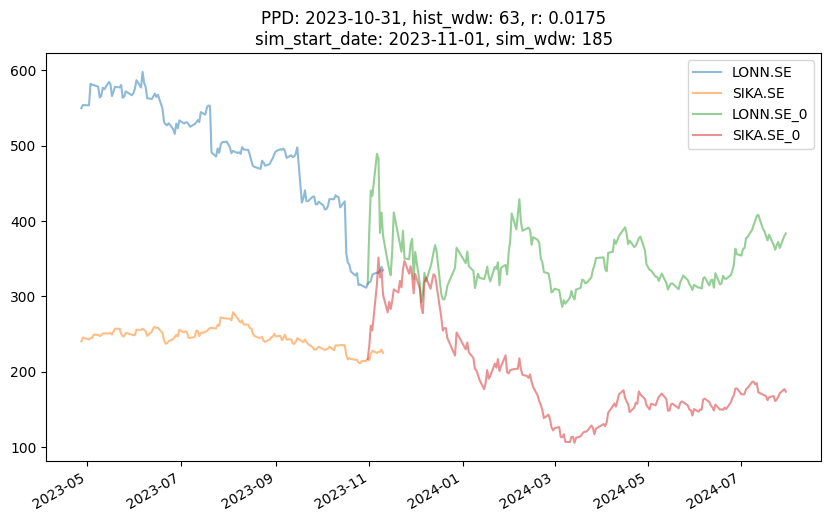 PPD: 2023-10-31, hist_wdw: 63, r: 0.0175
sim_start_date: 2023-11-01, sim_wdw: 185
LONN.SE
SIKA.SE
LONN.SE_0
SIKA.SE_0
600
500
400
300
200
100
2023-05
2023-07
2023-09
2023-11
2024-01
2024-03
2024-05
2024-07